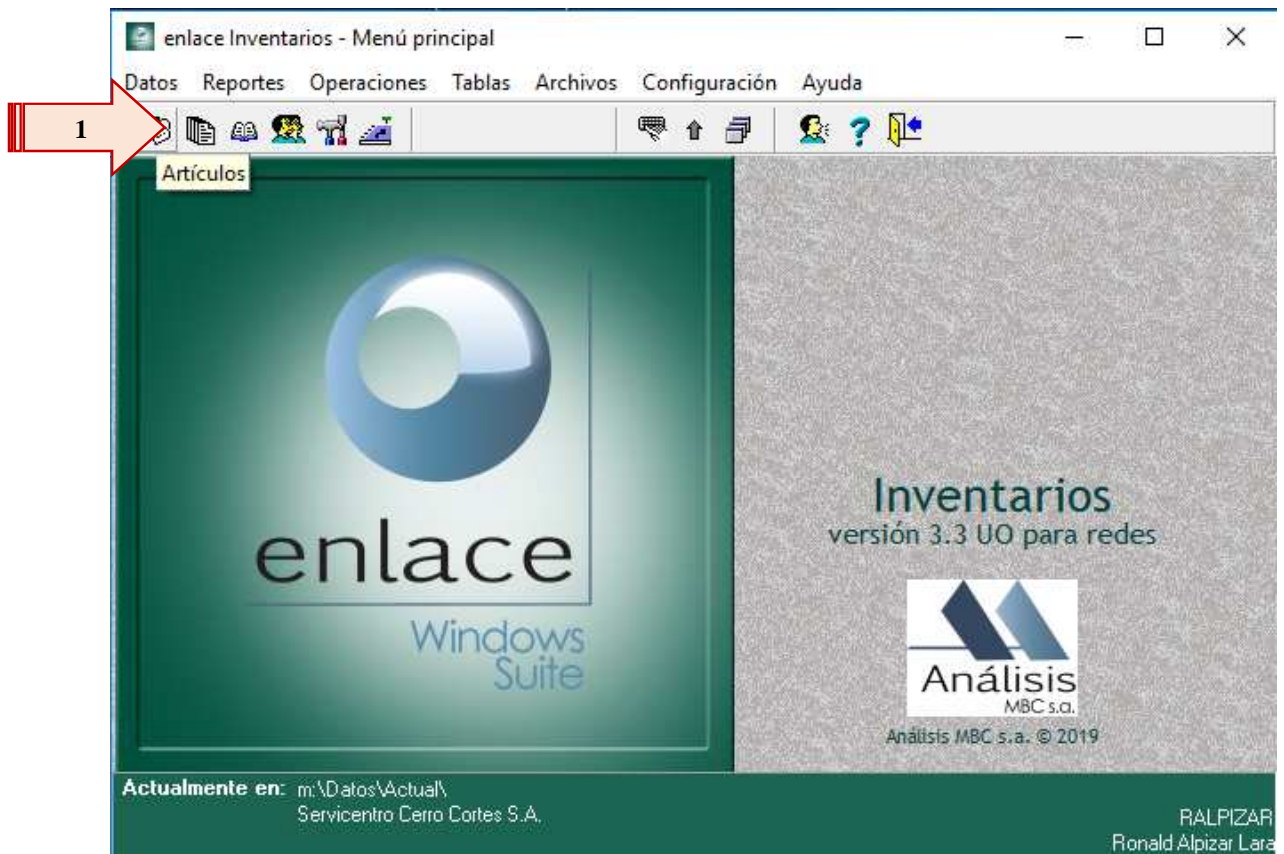 enlace Inventarios - Menú principal
Datos Reportes Operaciones Tablas Archivos Configuración Ayuda
1
Artículos
enlace
Windows
Suite
Inventarios
versión 3.3 UO para redes
Análisis
MBC s.a.
Análisis MBC s.a. © 2019
Actualmente en: m:\Datos\Actual\
Servicentro Cerro Cortes S.A.
RALPIZAR
Ronald Alpizar Lara